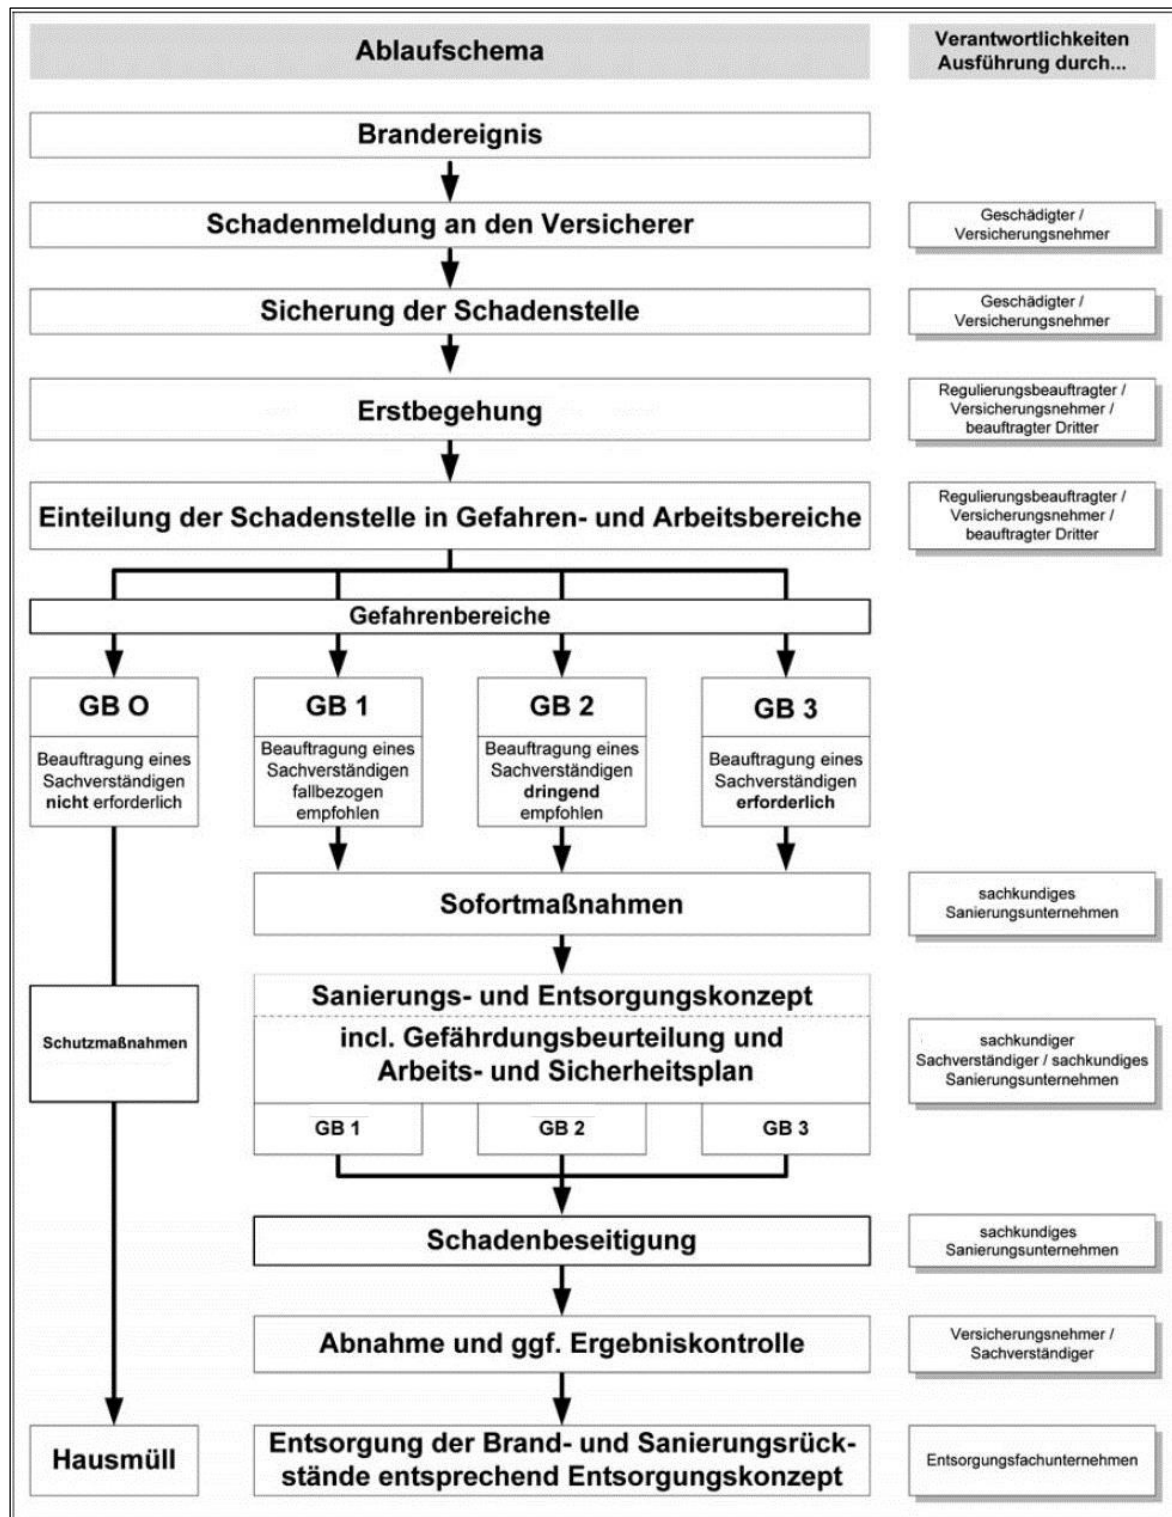 Ablaufschema
Verantwortlichkeiten
Ausführung durch...
Brandereignis
Schadenmeldung an den Versicherer
Geschädigter /
Versicherungsnehmer
Sicherung der Schadenstelle
Geschädigter /
Versicherungsnehmer
Erstbegehung
Regulierungsbeauftragter /
Versicherungsnehmer /
beauftragter Dritter
Einteilung der Schadenstelle in Gefahren- und Arbeitsbereiche
Regulierungsbeauftragter /
Versicherungsnehmer /
beauftragter Dritter
Gefahrenbereiche
GB O
Beauftragung eines
Sachverständigen
nicht erforderlich
GB 1
Beauftragung eines
Sachverständigen
fallbezogen
empfohlen
GB 2
Beauftragung eines
Sachverständigen
dringend
empfohlen
GB 3
Beauftragung eines
Sachverständigen
erforderlich
Sofortmaßnahmen
sachkundiges
Sanierungsunternehmen
Schutzmaßnahmen
Sanierungs- und Entsorgungskonzept
incl. Gefährdungsbeurteilung und
Arbeits- und Sicherheitsplan
sachkundiger
Sachverständiger / sachkundiges
Sanierungsunternehmen
GB 1
GB 2
GB 3
Schadenbeseitigung
sachkundiges
Sanierungsunternehmen
Abnahme und ggf. Ergebniskontrolle
Versicherungsnehmer /
Sachverständiger
Hausmüll
Entsorgung der Brand- und Sanierungsrück-
stände entsprechend Entsorgungskonzept
Entsorgungsfachunternehmen